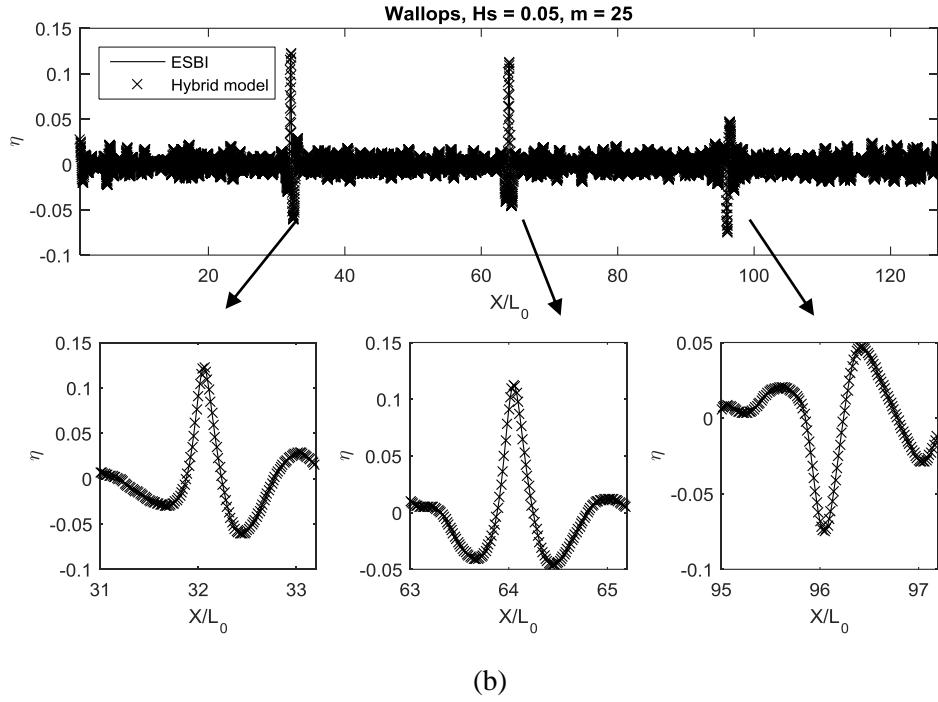 Wallops, Hs = 0.05, m = 25
0.15
0.1
0.05
0
-0.05
-0.1
η
ESBI
Hybrid model
20 40 60 80 100 120
X/L0
0.15
0.1
0.05
0
-0.05
-0.1
η
31 32 33
X/L0
0.15
0.1
0.05
0
-0.05
η
63 64 65
X/L0
0.05
0
-0.05
-0.1
η
95 96 97
X/L0
(b)